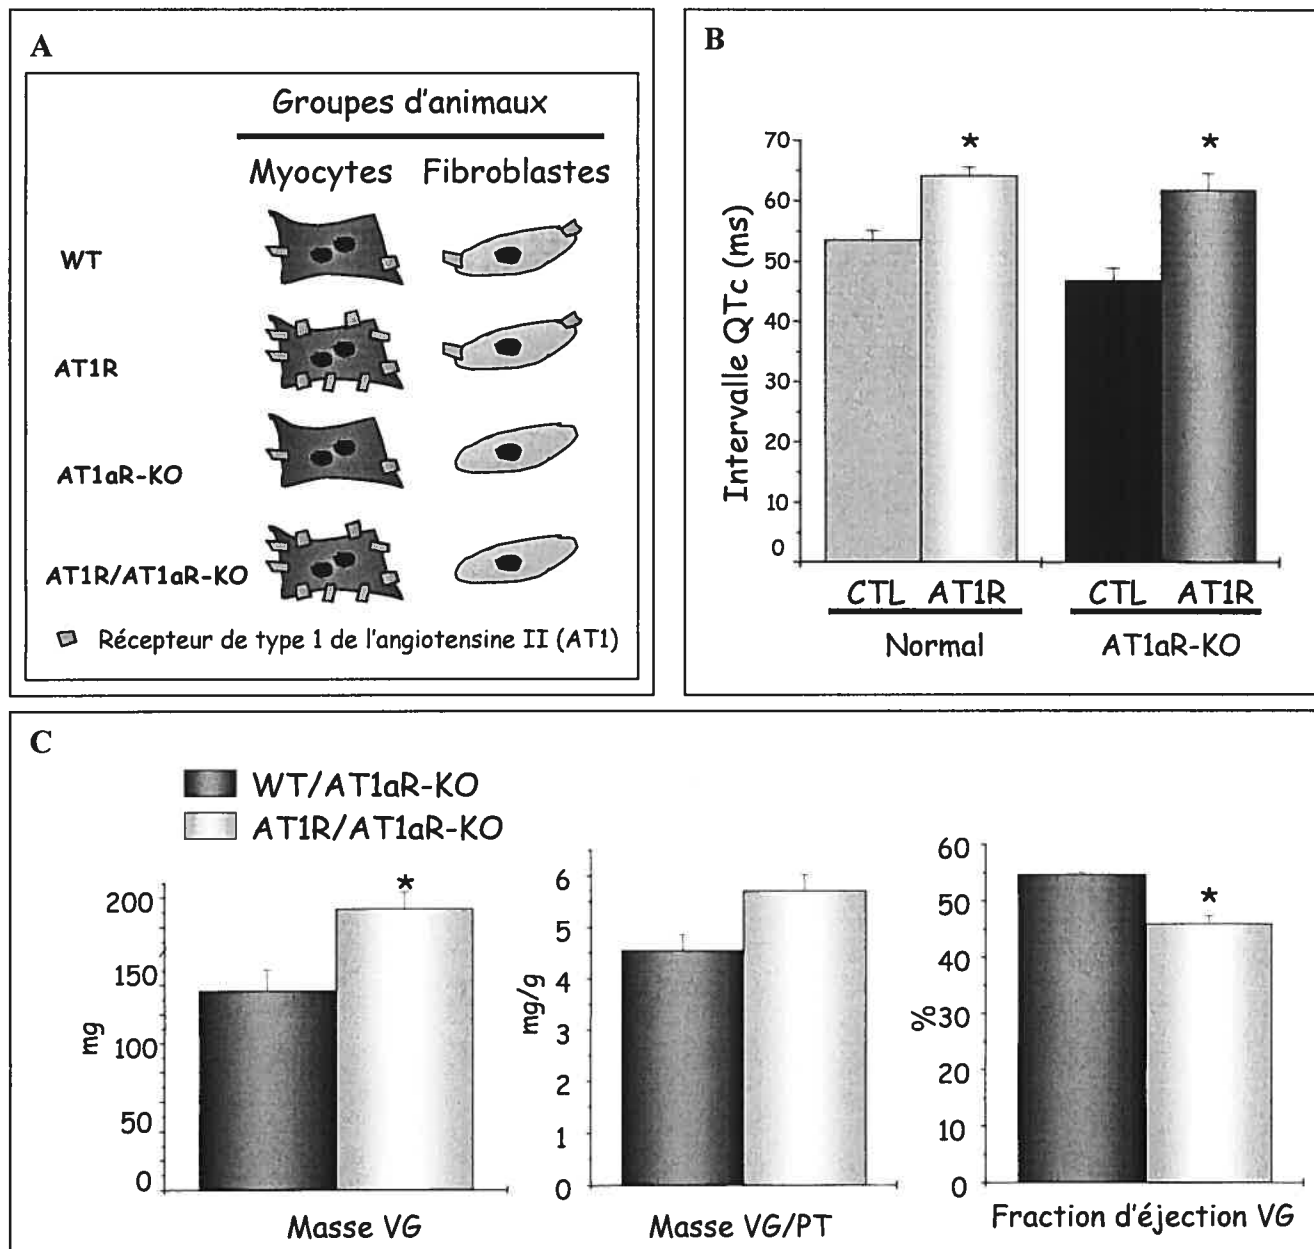 A
Groupes d'animaux
Myocytes Fibroblastes
WT
AT1R
AT1aR-KO
AT1R/AT1aR-KO
Récepteur de type 1 de l'angiotensine II (AT1)
B
Intervalle QTc (ms)
70
60
50
40
30
20
10
0
*
*
CTL AT1R
CTL AT1R
Normal
AT1aR-KO
C
WT/AT1aR-KO
AT1R/AT1aR-KO
mg
200
150
100
50
0
*
Masse VG
mg/g
6
5
4
3
2
1
0
Masse VG/PT
%
60
50
40
30
20
10
0
*
Fraction d'éjection VG